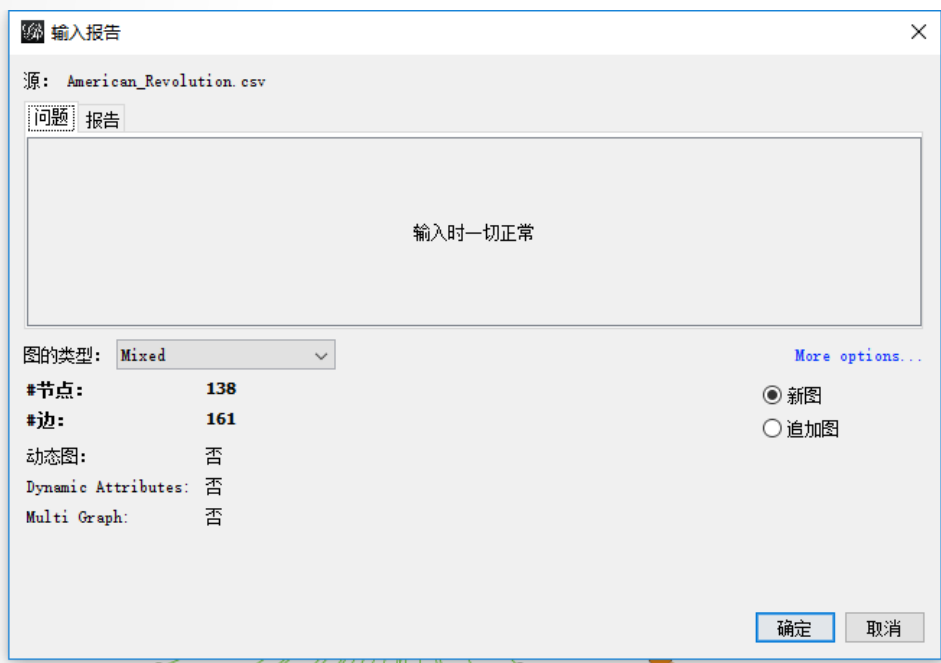 输入报告
源: American_Revolution.csv
问题 报告
输入时一切正常
图的类型: Mixed More options...
#节点: 138 新图
#边: 161 追加图
动态图: 否
Dynamic Attributes: 否
Multi Graph: 否
确定 取消